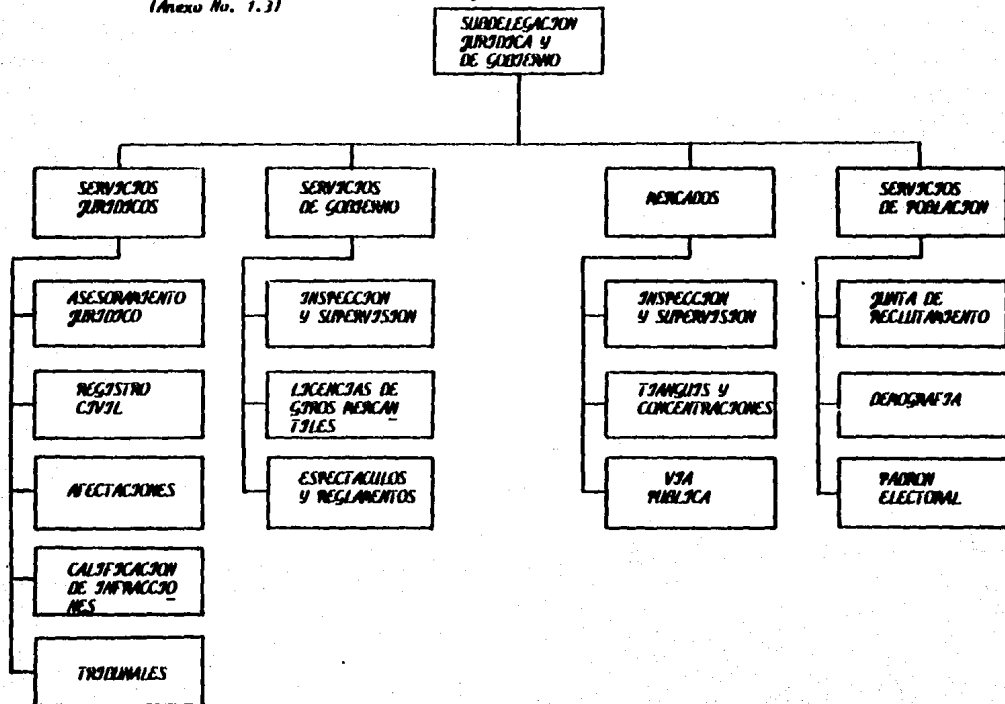 (Anexo No. 1.3)
SUBDELEGACION
JURIDICA Y
DE GOBIERNO
SERVICIOS
JURIDICOS
ASESORAMIENTO
JURIDICO
REGISTRO
CIVIL
AFECTACIONES
CALIFICACION
DE INFRACCIO
NES
TRIBUNALES
SERVICIOS
DE GOBIERNO
INSPECCION
Y SUPERVISION
LICENCIAS DE
GIROS MERCAN
TILES
ESPECTACULOS
Y REGLAMENTOS
MERCADOS
INSPECCION
Y SUPERVISION
TIANGUIS Y
CONCENTRACIONES
VIA
PUBLICA
SERVICIOS
DE POBLACION
JUNTA DE
RECLUTAMIENTO
DEMOGRAFIA
PADRON
ELECTORAL